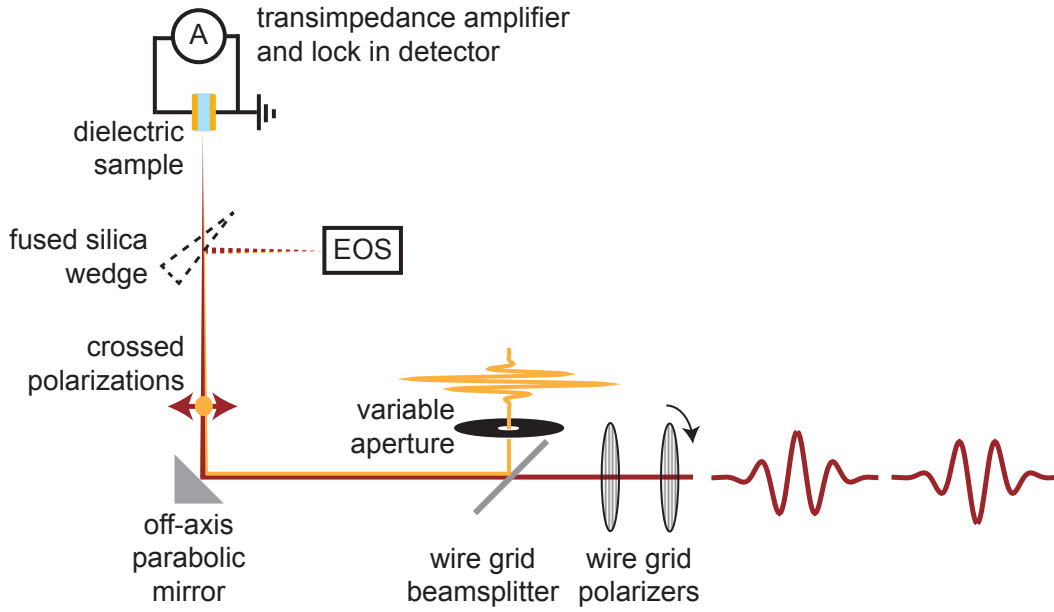 A
transimpedance amplifier
and lock in detector
dielectric
sample
fused silica
wedge
EOS
crossed
polarizations
variable
aperture
off-axis
parabolic
mirror
wire grid
beamsplitter
wire grid
polarizers